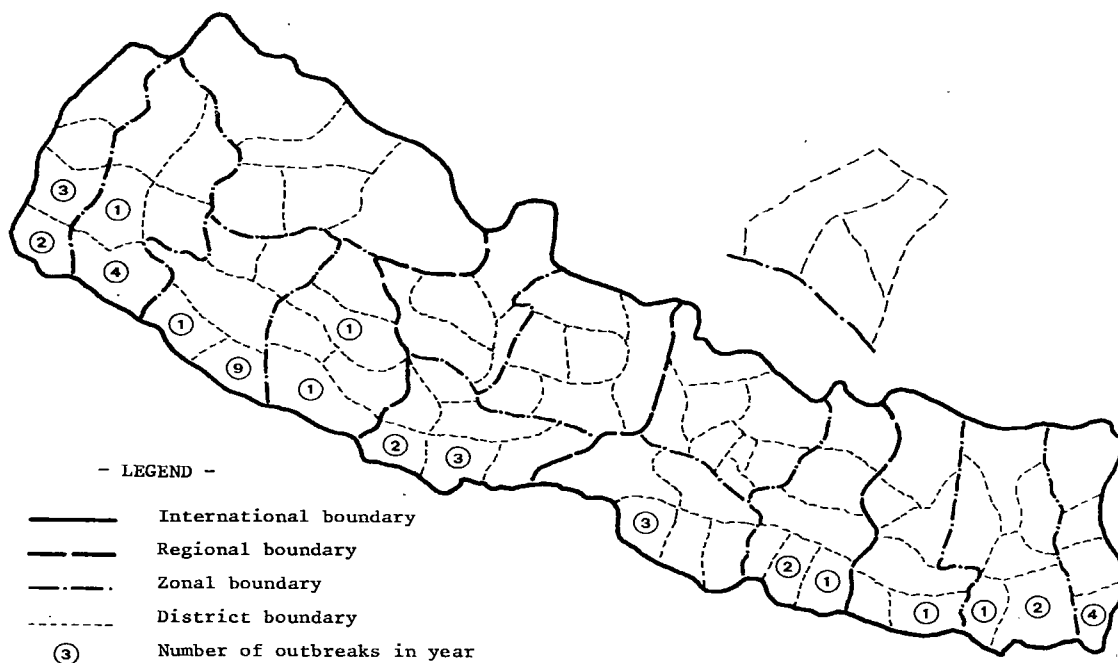 3
1
2
4
1
1
9
1
2
3
3
2
1
1
1
2
4
- LEGEND -
International boundary
Regional boundary
Zonal boundary
District boundary
3 Number of outbreaks in year